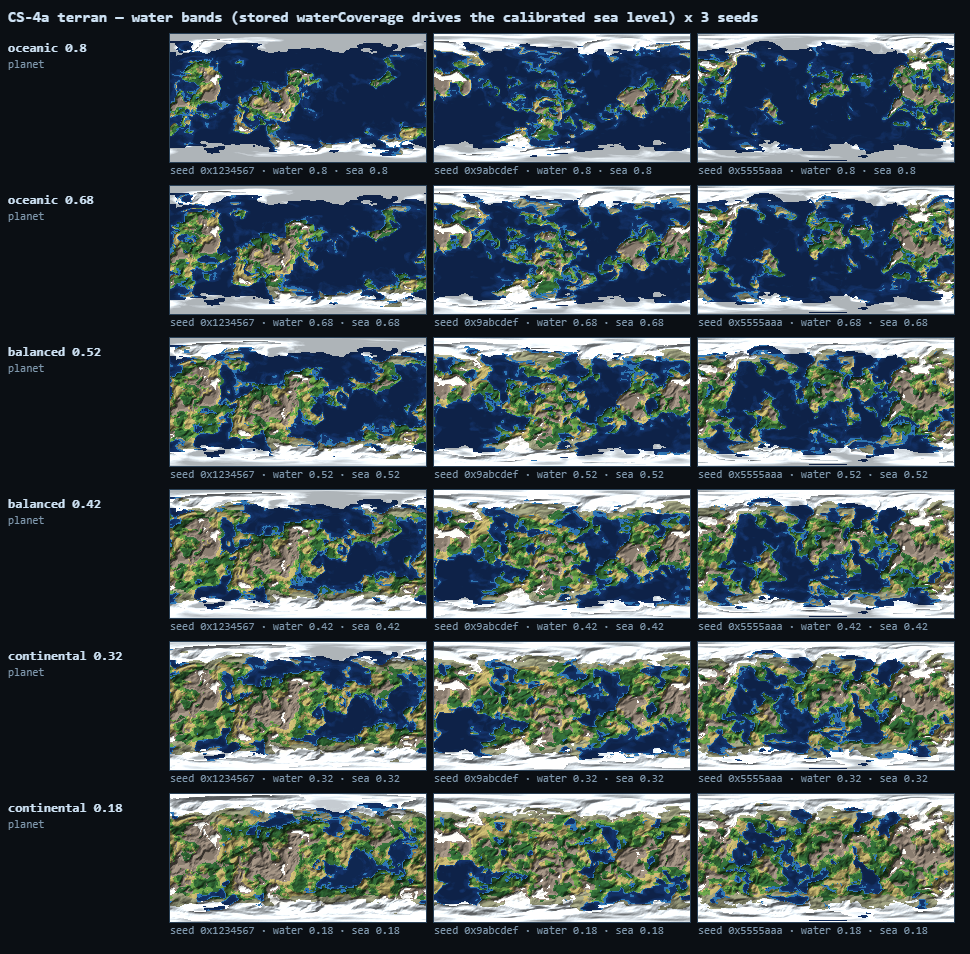 CS-4a terran — water bands (stored waterCoverage drives the calibrated sea level) x 3 seeds
oceanic 0.8
planet
seed 0x1234567 · water 0.8 · sea 0.8
seed 0x9abcdef · water 0.8 · sea 0.8
seed 0x5555aaa · water 0.8 · sea 0.8
oceanic 0.68
planet
seed 0x1234567 · water 0.68 · sea 0.68
seed 0x9abcdef · water 0.68 · sea 0.68
seed 0x5555aaa · water 0.68 · sea 0.68
balanced 0.52
planet
seed 0x1234567 · water 0.52 · sea 0.52
seed 0x9abcdef · water 0.52 · sea 0.52
seed 0x5555aaa · water 0.52 · sea 0.52
balanced 0.42
planet
seed 0x1234567 · water 0.42 · sea 0.42
seed 0x9abcdef · water 0.42 · sea 0.42
seed 0x5555aaa · water 0.42 · sea 0.42
continental 0.32
planet
seed 0x1234567 · water 0.32 · sea 0.32
seed 0x9abcdef · water 0.32 · sea 0.32
seed 0x5555aaa · water 0.32 · sea 0.32
continental 0.18
planet
seed 0x1234567 · water 0.18 · sea 0.18
seed 0x9abcdef · water 0.18 · sea 0.18
seed 0x5555aaa · water 0.18 · sea 0.18